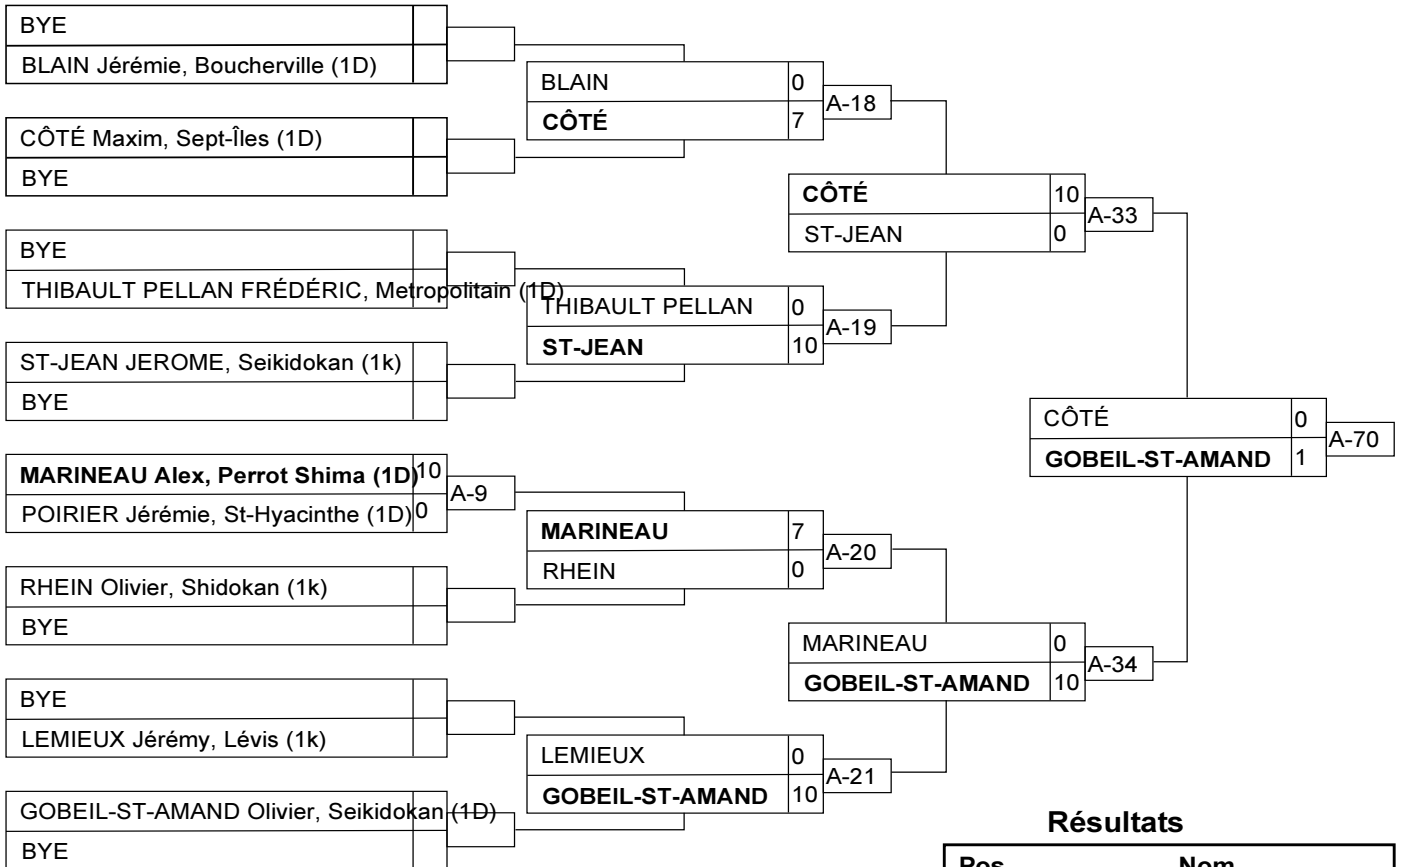 BYE
BLAIN Jérémie, Boucherville (1D)
CÔTÉ Maxim, Sept-Îles (1D)
BYE
BYE
THIBAULT PELLAN FRÉDÉRIC, Metropolitain (1D)
ST-JEAN JEROME, Seikidokan (1k)
BYE
MARINEAU Alex, Perrot Shima (1D) 10
POIRIER Jérémie, St-Hyacinthe (1D) 0
A-9
RHEIN Olivier, Shidokan (1k)
BYE
BYE
LEMIEUX Jérémy, Lévis (1k)
GOBEIL-ST-AMAND Olivier, Seikidokan (1D)
BYE
BLAIN 0
CÔTÉ 7
A-18
THIBAULT PELLAN 0
ST-JEAN 10
A-19
MARINEAU 7
RHEIN 0
A-20
LEMIEUX 0
GOBEIL-ST-AMAND 10
A-21
CÔTÉ 10
ST-JEAN 0
A-33
MARINEAU 0
GOBEIL-ST-AMAND 10
A-34
CÔTÉ 0
GOBEIL-ST-AMAND 1
A-70
Résultats
Pos Nom